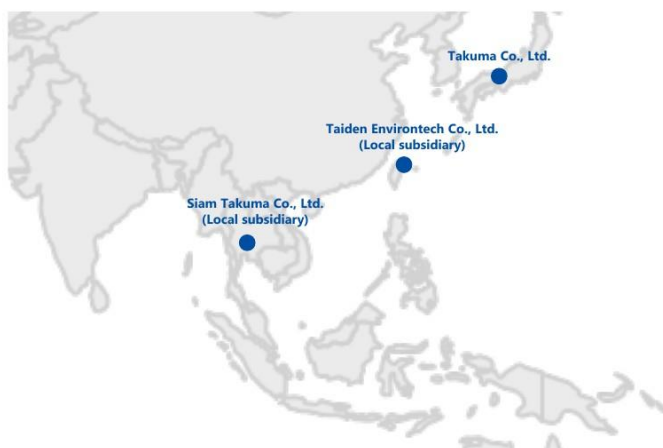 Takuma Co., Ltd.
Taiden Environtech Co., Ltd.
(Local subsidiary)
Siam Takuma Co., Ltd.
(Local subsidiary)